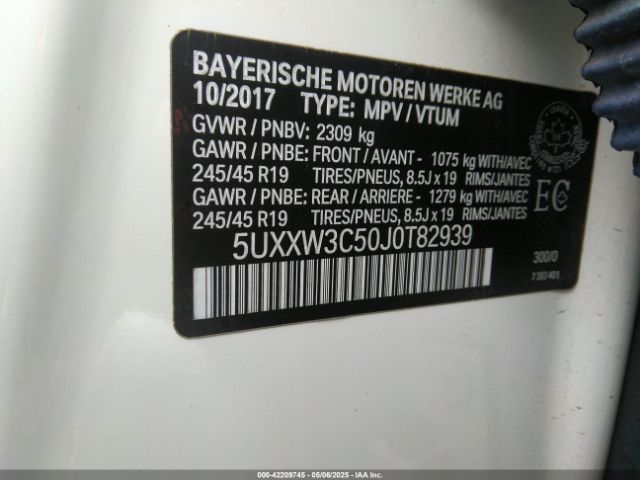 BAYERISCHE MOTOREN WERKE AG
10/2017 TYPE: MPV / VTUM
GVWR / PNBV: 2309 kg
GAWR / PNBE: FRONT / AVANT - 1075 kg WITH/AVEC
245/45 R19 TIRES/PNEUS, 8.5J x 19 RIMS/JANTES
GAWR / PNBE: REAR / ARRIERE - 1279 kg WITH/AVEC
245/45 R19 TIRES/PNEUS, 8.5J x 19 RIMS/JANTES
EC
5UXXW3C50J0T82939
300/0
7 352 401
000-42209745 - 05/06/2025 - IAA Inc.